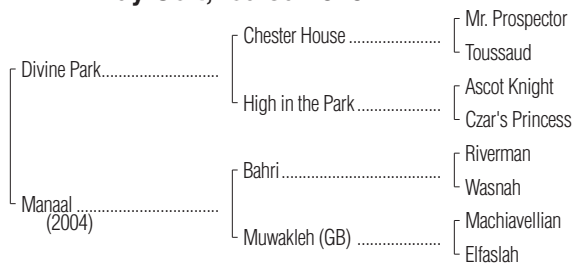 Mr. Prospector
Chester House
Toussaud
Divine Park
Ascot Knight
High in the Park
Czar's Princess
Riverman
Bahri
Wasnah
Manaal
(2004)
Machiavellian
Muwakleh (GB)
Elfaslah